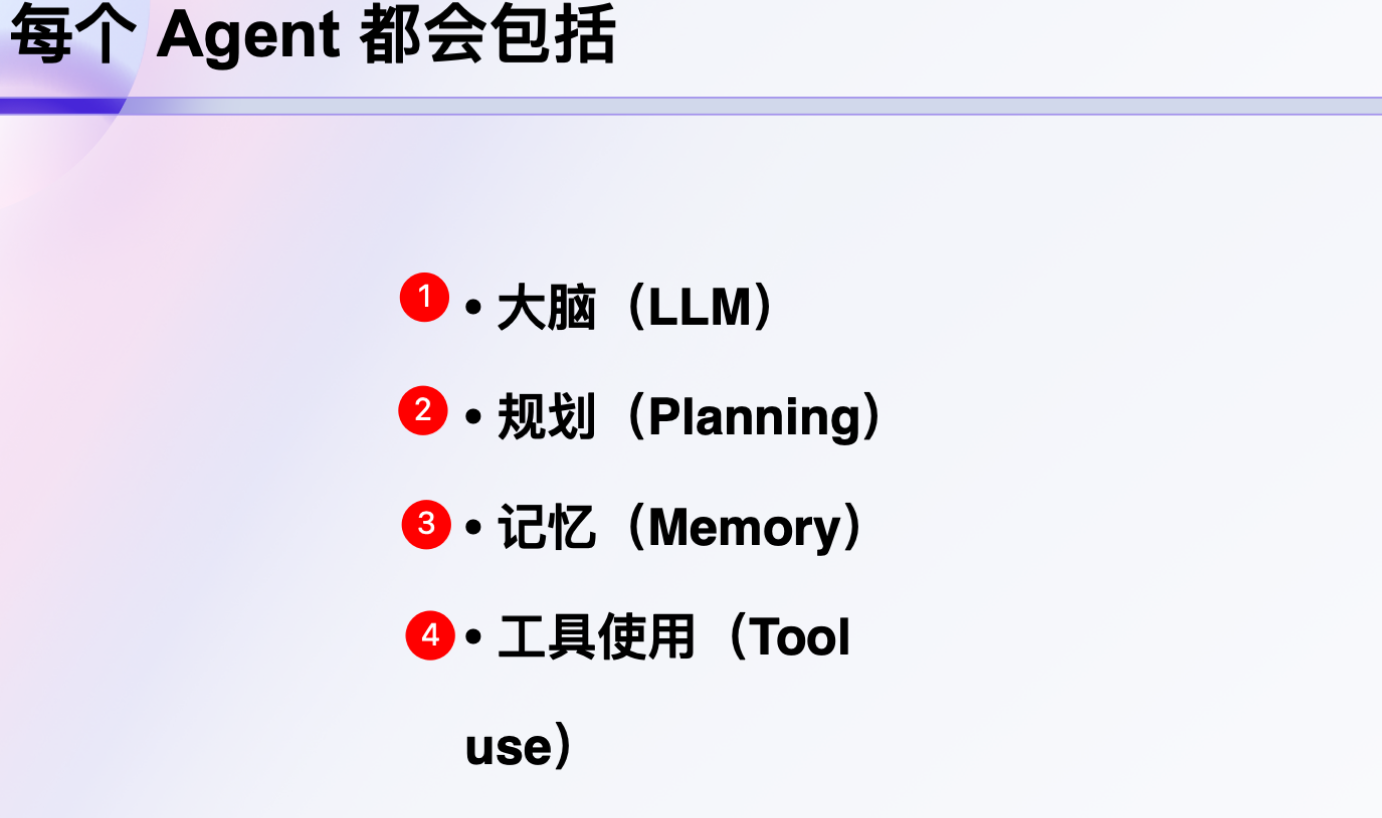 每个 Agent 都会包括
1 • 大脑（LLM）
2 • 规划（Planning）
3 • 记忆（Memory）
4 • 工具使用（Tool
use）